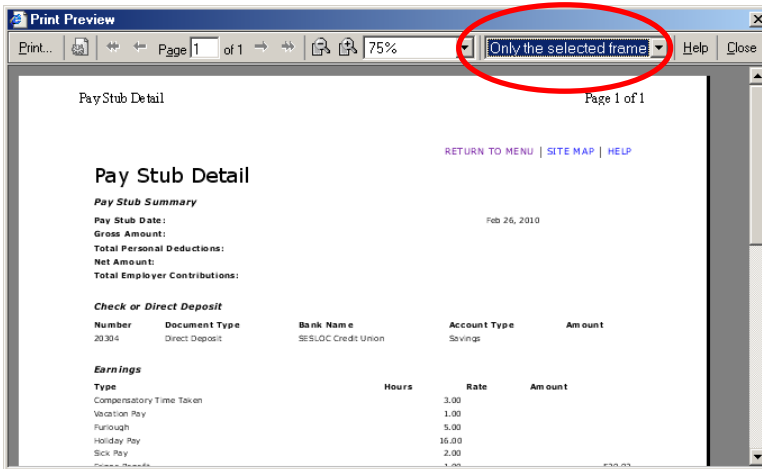 Print Preview
Print... Page 1 of 1 75% Only the selected frame Help Close
Pay Stub Detail Page 1 of 1
RETURN TO MENU | SITE MAP | HELP
Pay Stub Detail
Pay Stub Summary
Pay Stub Date: Feb 26, 2010
Gross Amount:
Total Personal Deductions:
Net Amount:
Total Employer Contributions:
Check or Direct Deposit
Number Document Type Bank Name Account Type Amount
20304 Direct Deposit SESLOC Credit Union Savings
Earnings
Type Hours Rate Amount
Compensatory Time Taken 3.00
Vacation Pay 1.00
Furlough 5.00
Holiday Pay 16.00
Sick Pay 2.00